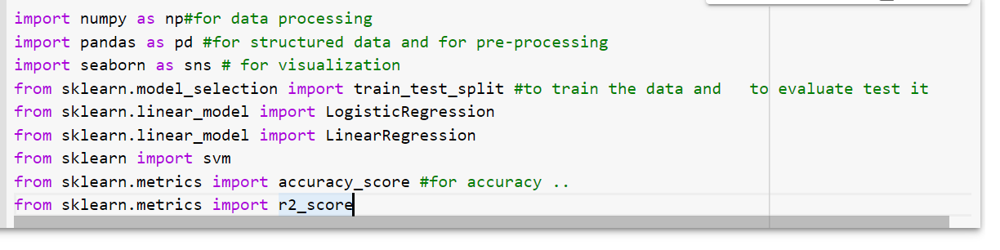 import numpy as np#for data processing
import pandas as pd #for structured data and for pre-processing
import seaborn as sns # for visualization
from sklearn.model_selection import train_test_split #to train the data and   to evaluate test it
from sklearn.linear_model import LogisticRegression
from sklearn.linear_model import LinearRegression
from sklearn import svm
from sklearn.metrics import accuracy_score #for accuracy ..
from sklearn.metrics import r2_score